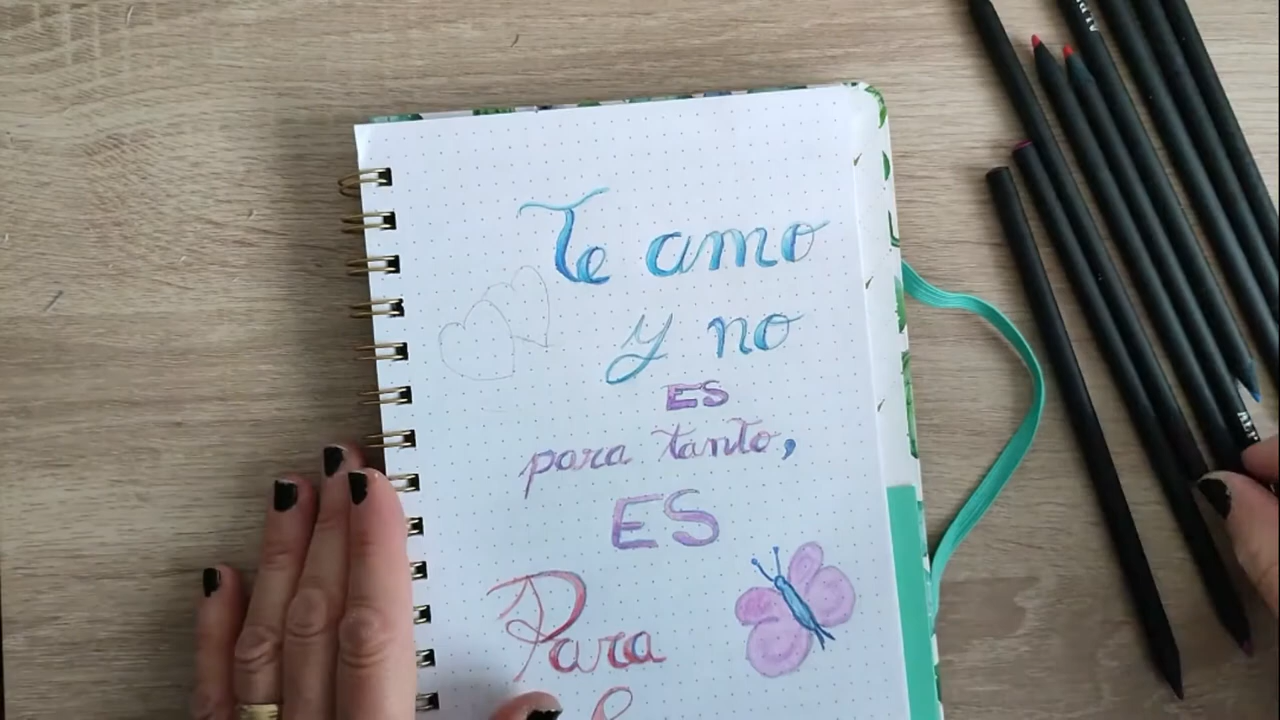 Te amo
y no
ES
para tanto,
ES
Para